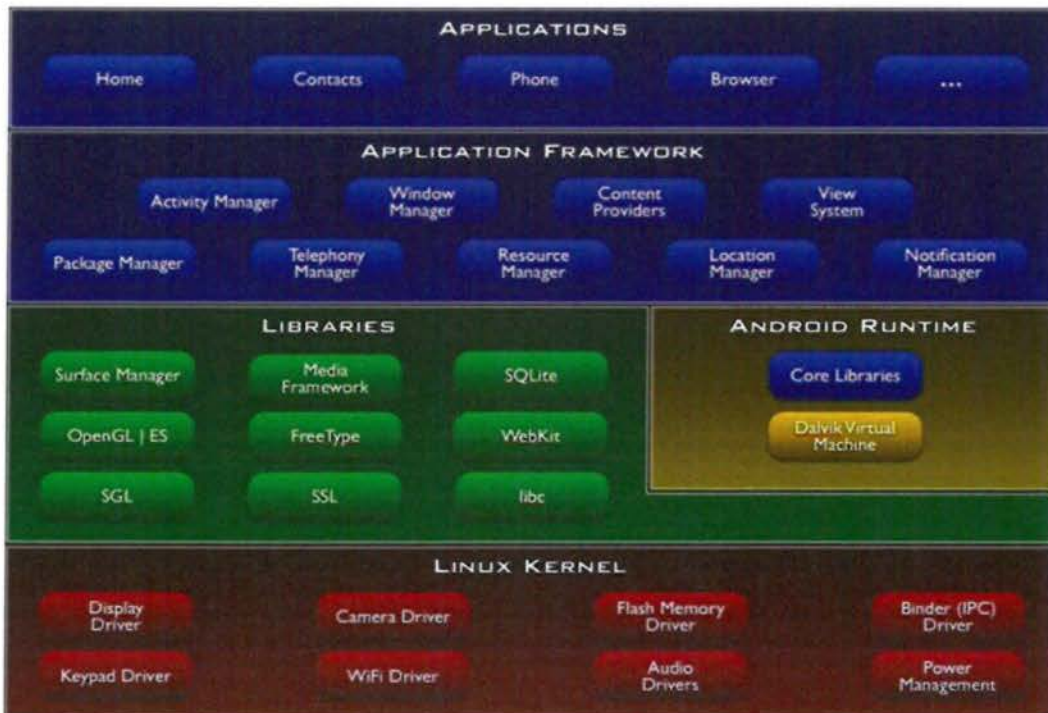 APPLICATIONS
Home
Contacts
Phone
Browser
...
APPLICATION FRAMEWORK
Activity Manager
Window
Manager
Content
Providers
View
System
Package Manager
Telephony
Manager
Resource
Manager
Location
Manager
Notification
Manager
LIBRARIES
Surface Manager
Media
Framework
SQLite
OpenGL | ES
FreeType
WebKit
SGL
SSL
libc
ANDROID RUNTIME
Core Libraries
Dalvik Virtual
Machine
LINUX KERNEL
Display
Driver
Camera Driver
Flash Memory
Driver
Binder (IPC)
Driver
Keypad Driver
WiFi Driver
Audio
Drivers
Power
Management